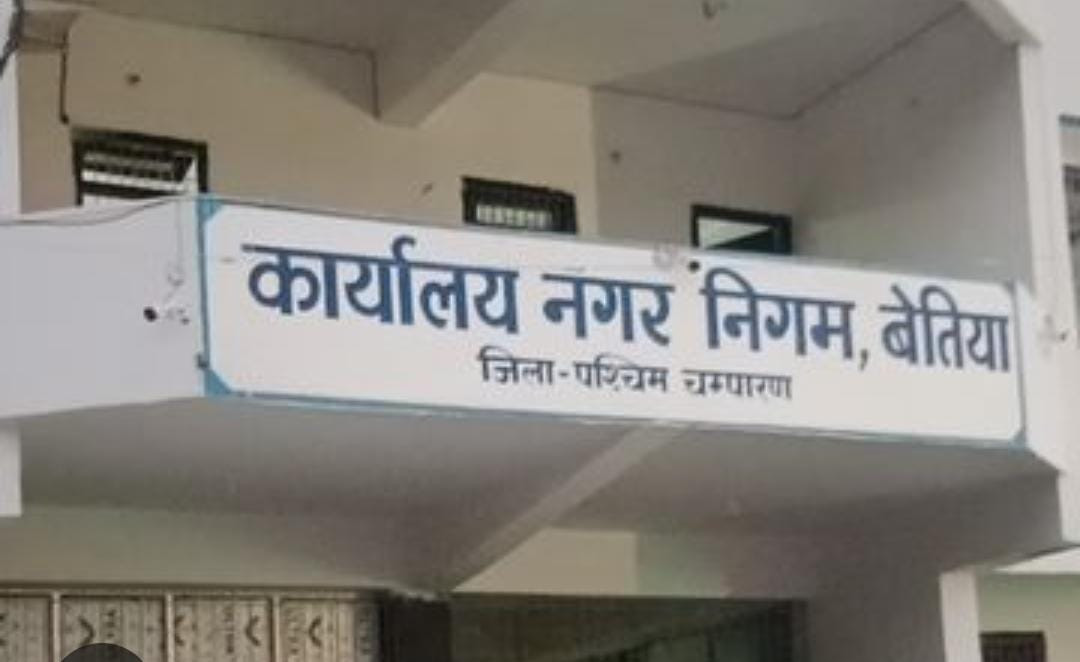 कार्यालय नगर निगम, बेतिया
जिला-पश्चिम चम्पारण